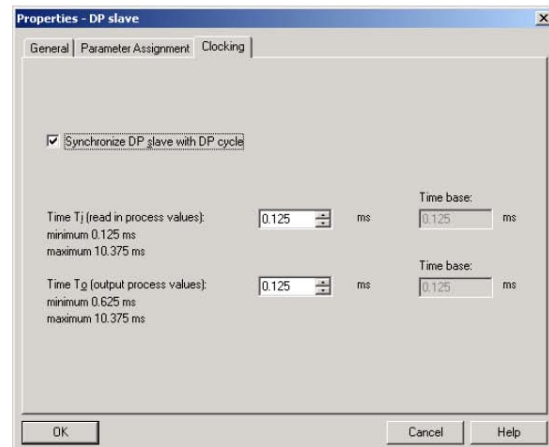 Properties - DP slave
General Parameter Assignment Clocking
Synchronize DP slave with DP cycle
Time base:
Time Ti (read in process values): 0.125 ms 0.125 ms
minimum 0.125 ms
maximum 10.375 ms
Time base:
Time To (output process values): 0.125 ms 0.125 ms
minimum 0.625 ms
maximum 10.375 ms
OK Cancel Help